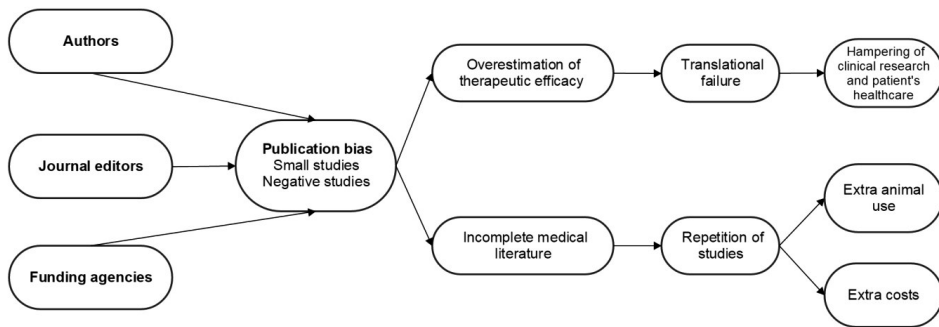 Authors
Journal editors
Funding agencies
Publication bias
Small studies
Negative studies
Overestimation of
therapeutic efficacy
Translational
failure
Hampering of
clinical research
and patient's
healthcare
Incomplete medical
literature
Repetition of
studies
Extra animal
use
Extra costs